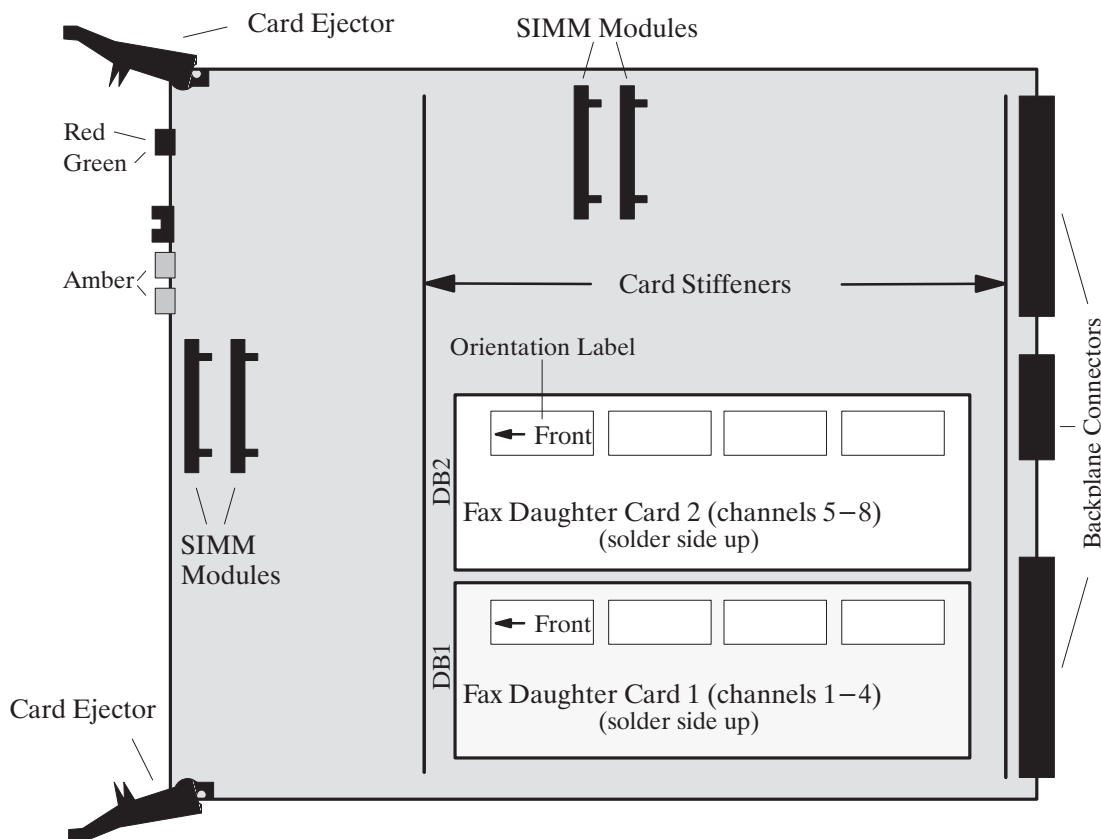 Card Ejector
SIMM Modules
Red
Green
Amber
Card Stiffeners
Orientation Label
Front
DB2
Fax Daughter Card 2 (channels 5−8)
(solder side up)
SIMM
Modules
Front
DB1
Fax Daughter Card 1 (channels 1−4)
(solder side up)
Card Ejector
Backplane Connectors